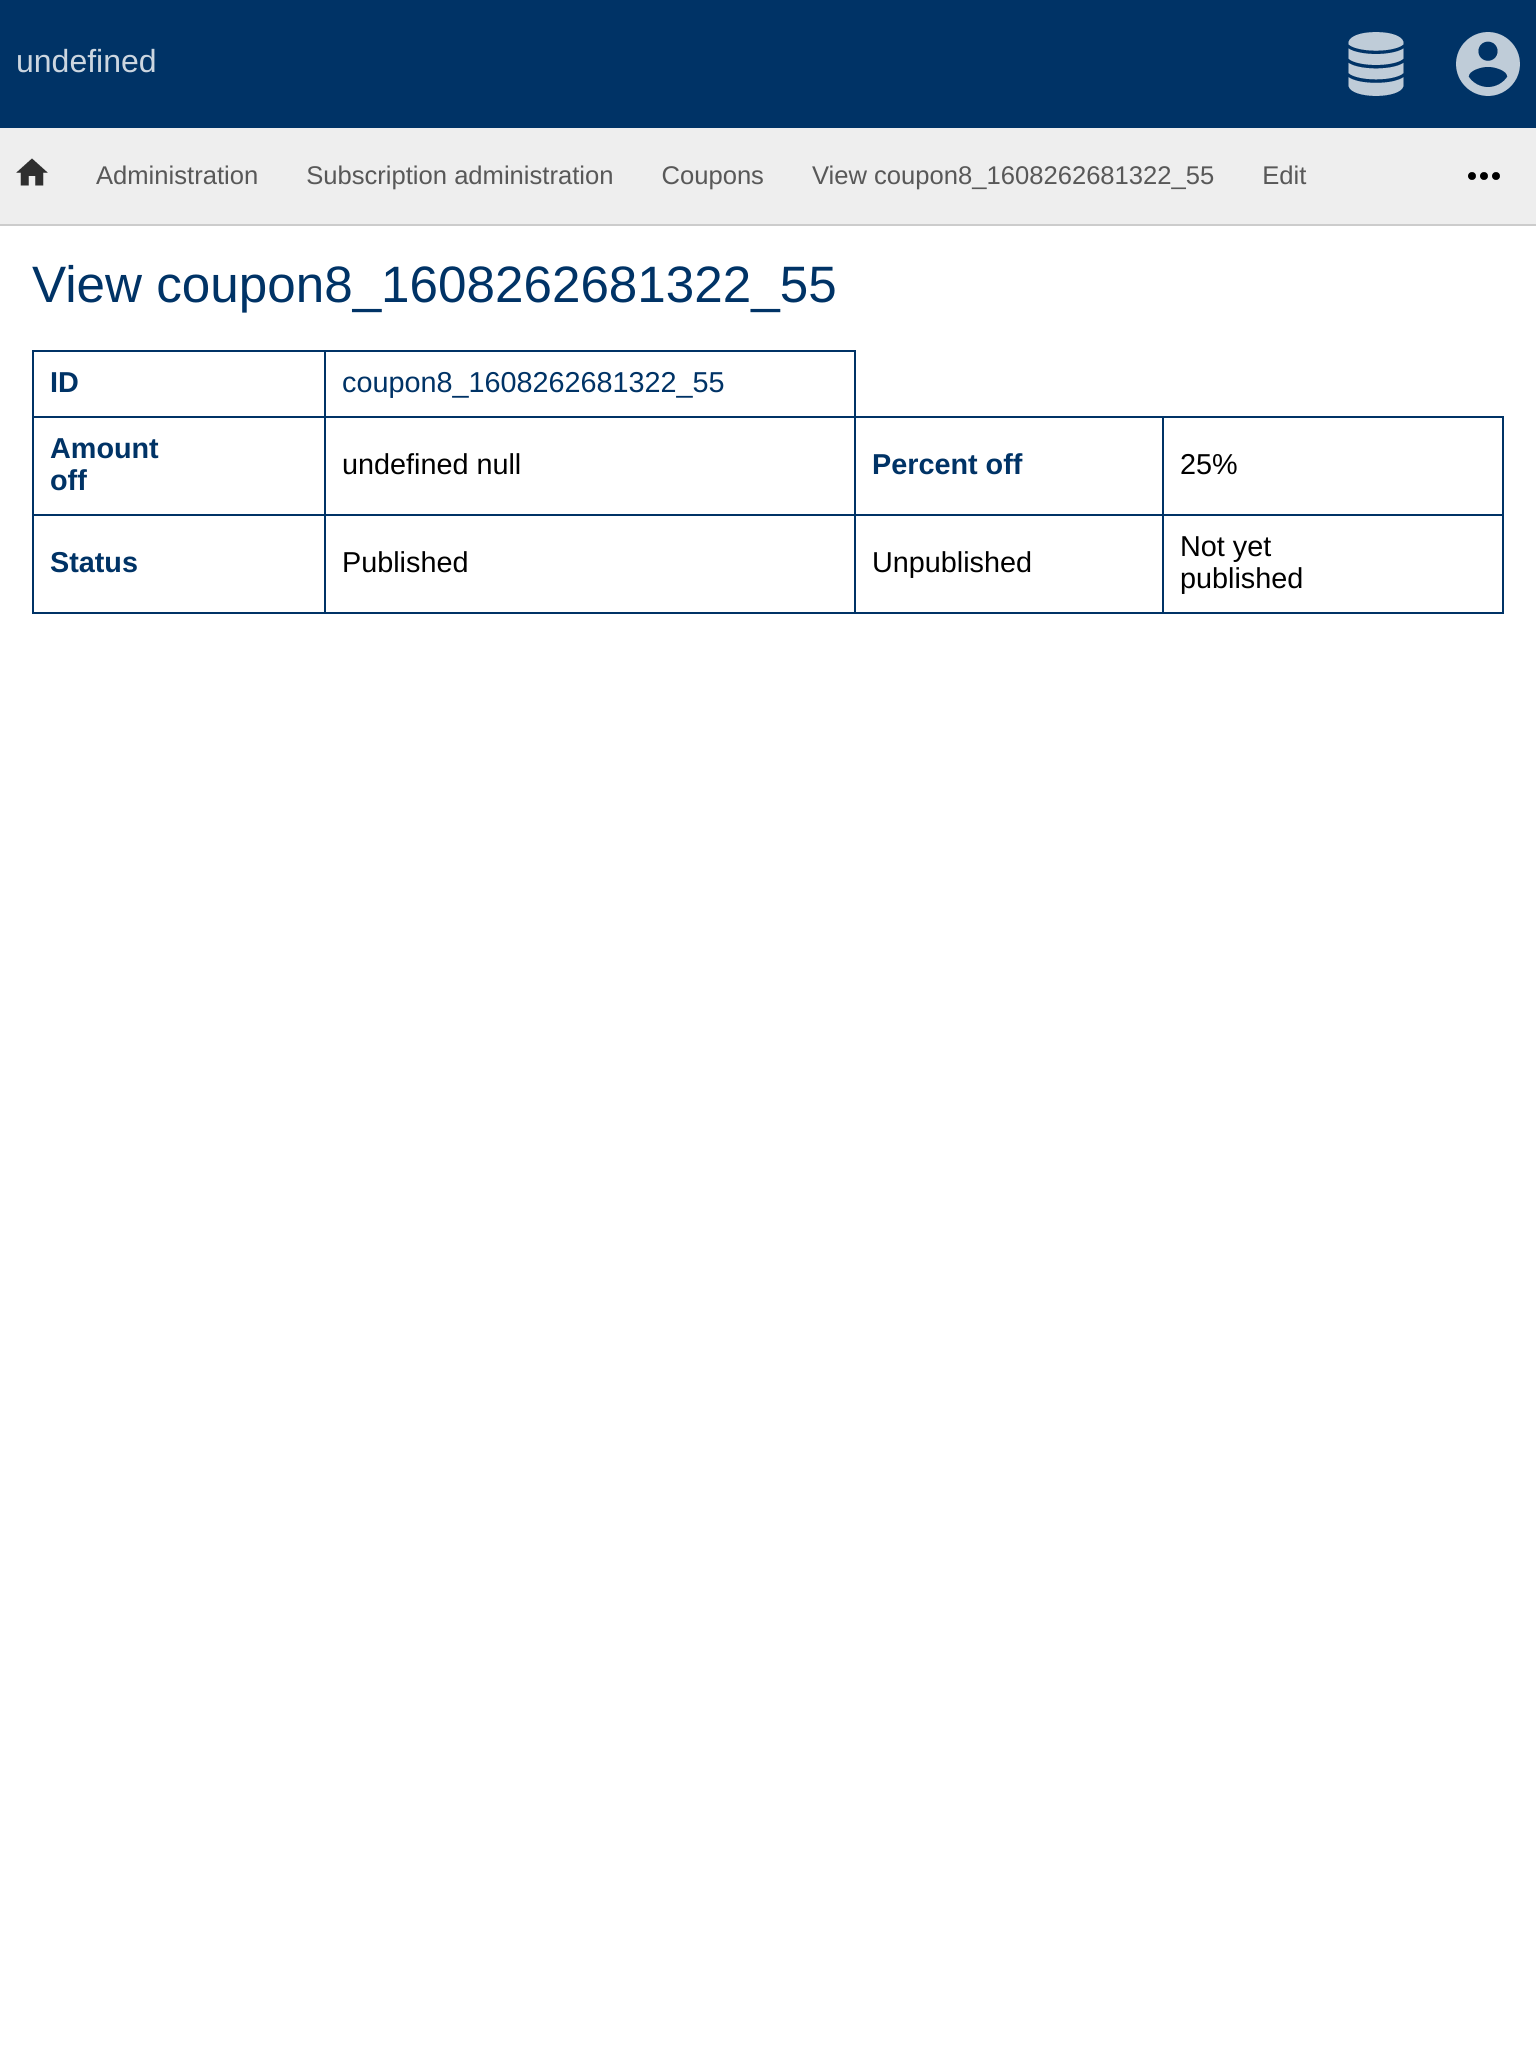 undefined
Administration Subscription administration Coupons View coupon8_1608262681322_55 Edit
View coupon8_1608262681322_55
ID coupon8_1608262681322_55
Amount
off
undefined null Percent off 25%
Status Published Unpublished
Not yet
published